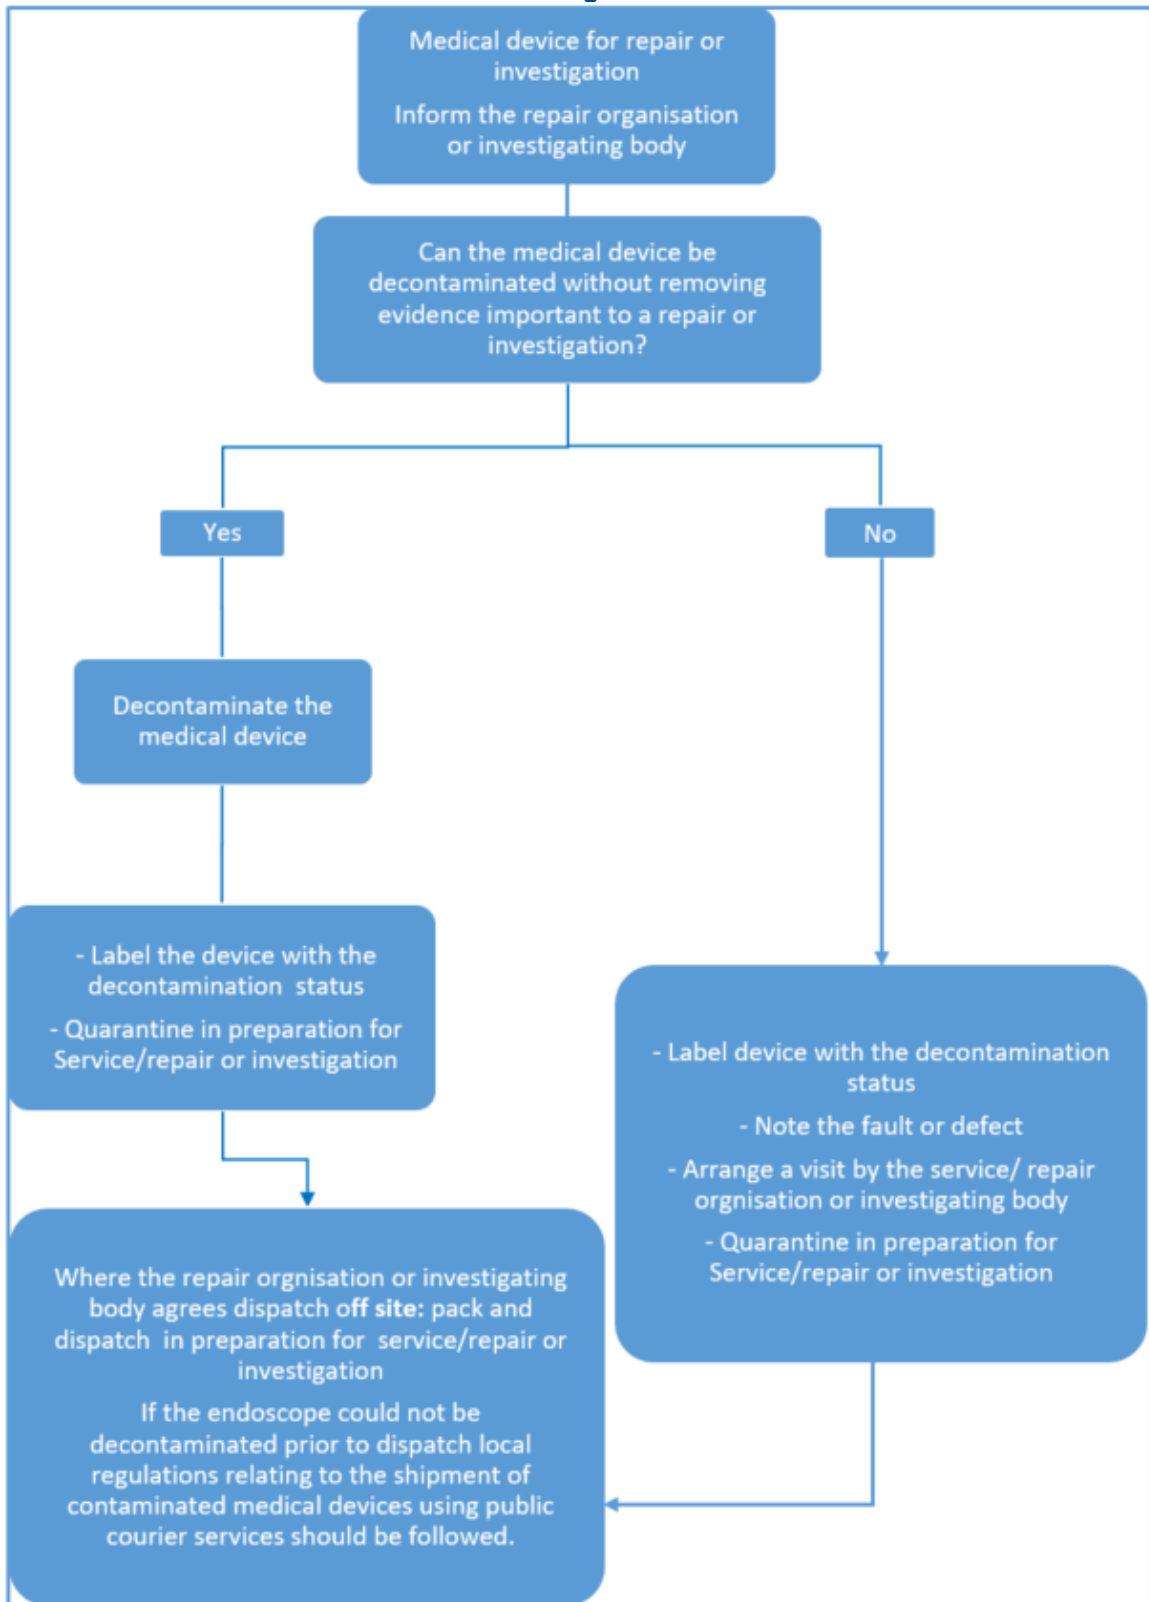 Medical device for repair or
investigation
Inform the repair organisation
or investigating body
Can the medical device be
decontaminated without removing
evidence important to a repair or
investigation?
Yes
No
Decontaminate the
medical device
- Label the device with the
decontamination status
- Quarantine in preparation for
Service/repair or investigation
- Label device with the decontamination
status
- Note the fault or defect
- Arrange a visit by the service/ repair
orgnisation or investigating body
- Quarantine in preparation for
Service/repair or investigation
Where the repair orgnisation or investigating
body agrees dispatch off site: pack and
dispatch in preparation for service/repair or
investigation
If the endoscope could not be
decontaminated prior to dispatch local
regulations relating to the shipment of
contaminated medical devices using public
courier services should be followed.